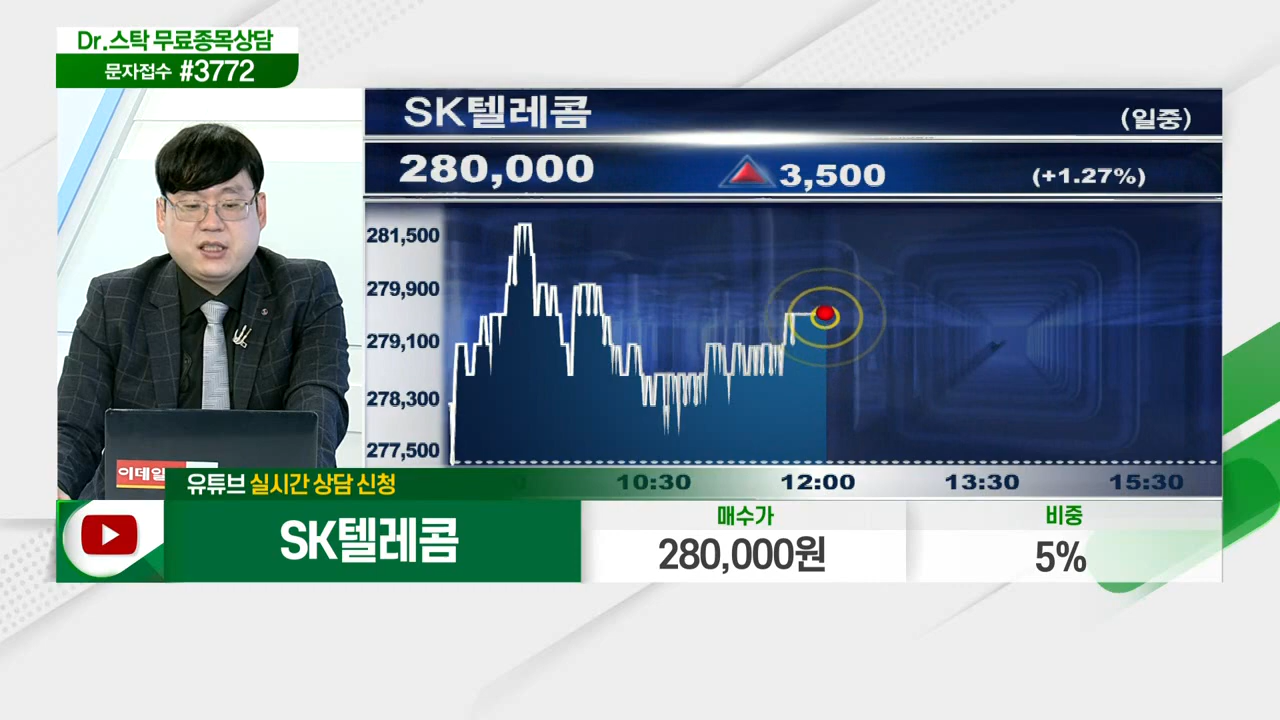 Dr.스탁 무료종목상담
문자접수 #3772
SK텔레콤
(일중)
280,000
3,500
(+1.27%)
281,500
279,900
279,100
278,300
277,500
10:30
12:00
13:30
15:30
이데일
유튜브 실시간 상담 신청
SK텔레콤
매수가
280,000원
비중
5%